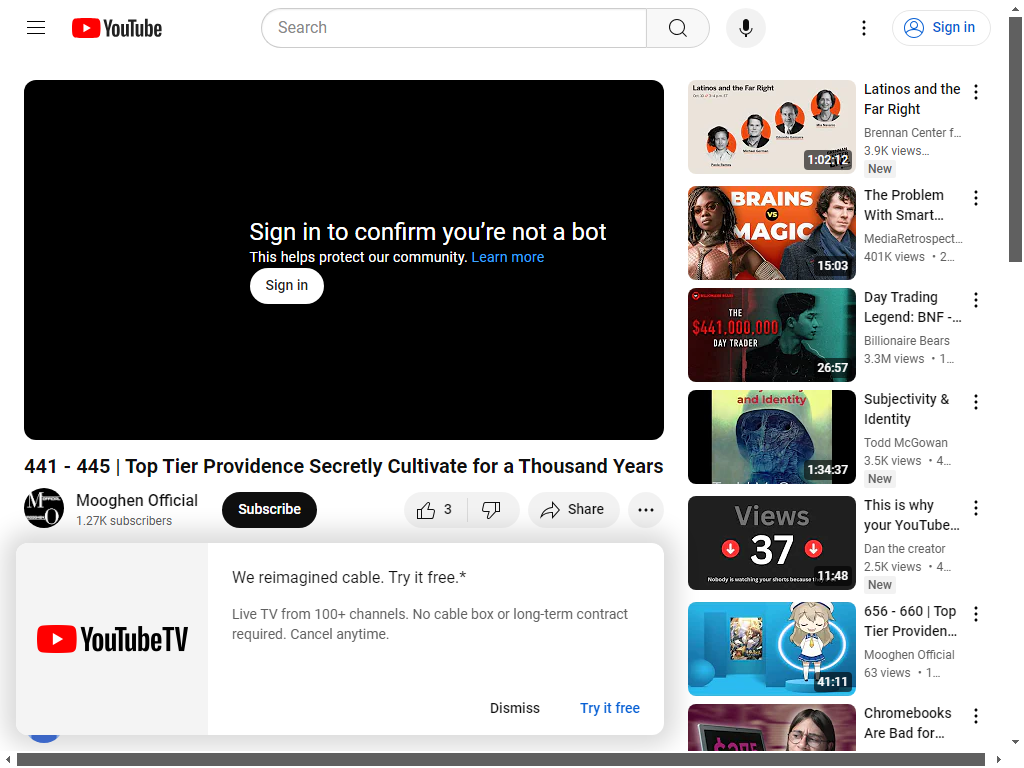 YouTube
Search
Sign in
Sign in to confirm you’re not a bot
This helps protect our community. Learn more
Sign in
441 - 445 | Top Tier Providence Secretly Cultivate for a Thousand Years
Mooghen Official
1.27K subscribers
Subscribe
3
Share
We reimagined cable. Try it free.*
Live TV from 100+ channels. No cable box or long-term contract
required. Cancel anytime.
YouTubeTV
Dismiss
Try it free
Latinos and the Far Right
1:02:12
Latinos and the
Far Right
Brennan Center f…
3.9K views…
New
BRAINS
VS
MAGIC
15:03
The Problem
With Smart…
MediaRetrospect…
401K views • 2…
THE
$441,000,000
DAY TRADER
26:57
Day Trading
Legend: BNF -…
Billionaire Bears
3.3M views • 1…
and Identity
1:34:37
Subjectivity &
Identity
Todd McGowan
3.5K views • 4…
New
Views
37
Nobody is watching your shorts because
11:48
This is why
your YouTube…
Dan the creator
2.5K views • 4…
New
41:11
656 - 660 | Top
Tier Providen…
Mooghen Official
63 views • 1…
Chromebooks
Are Bad for…